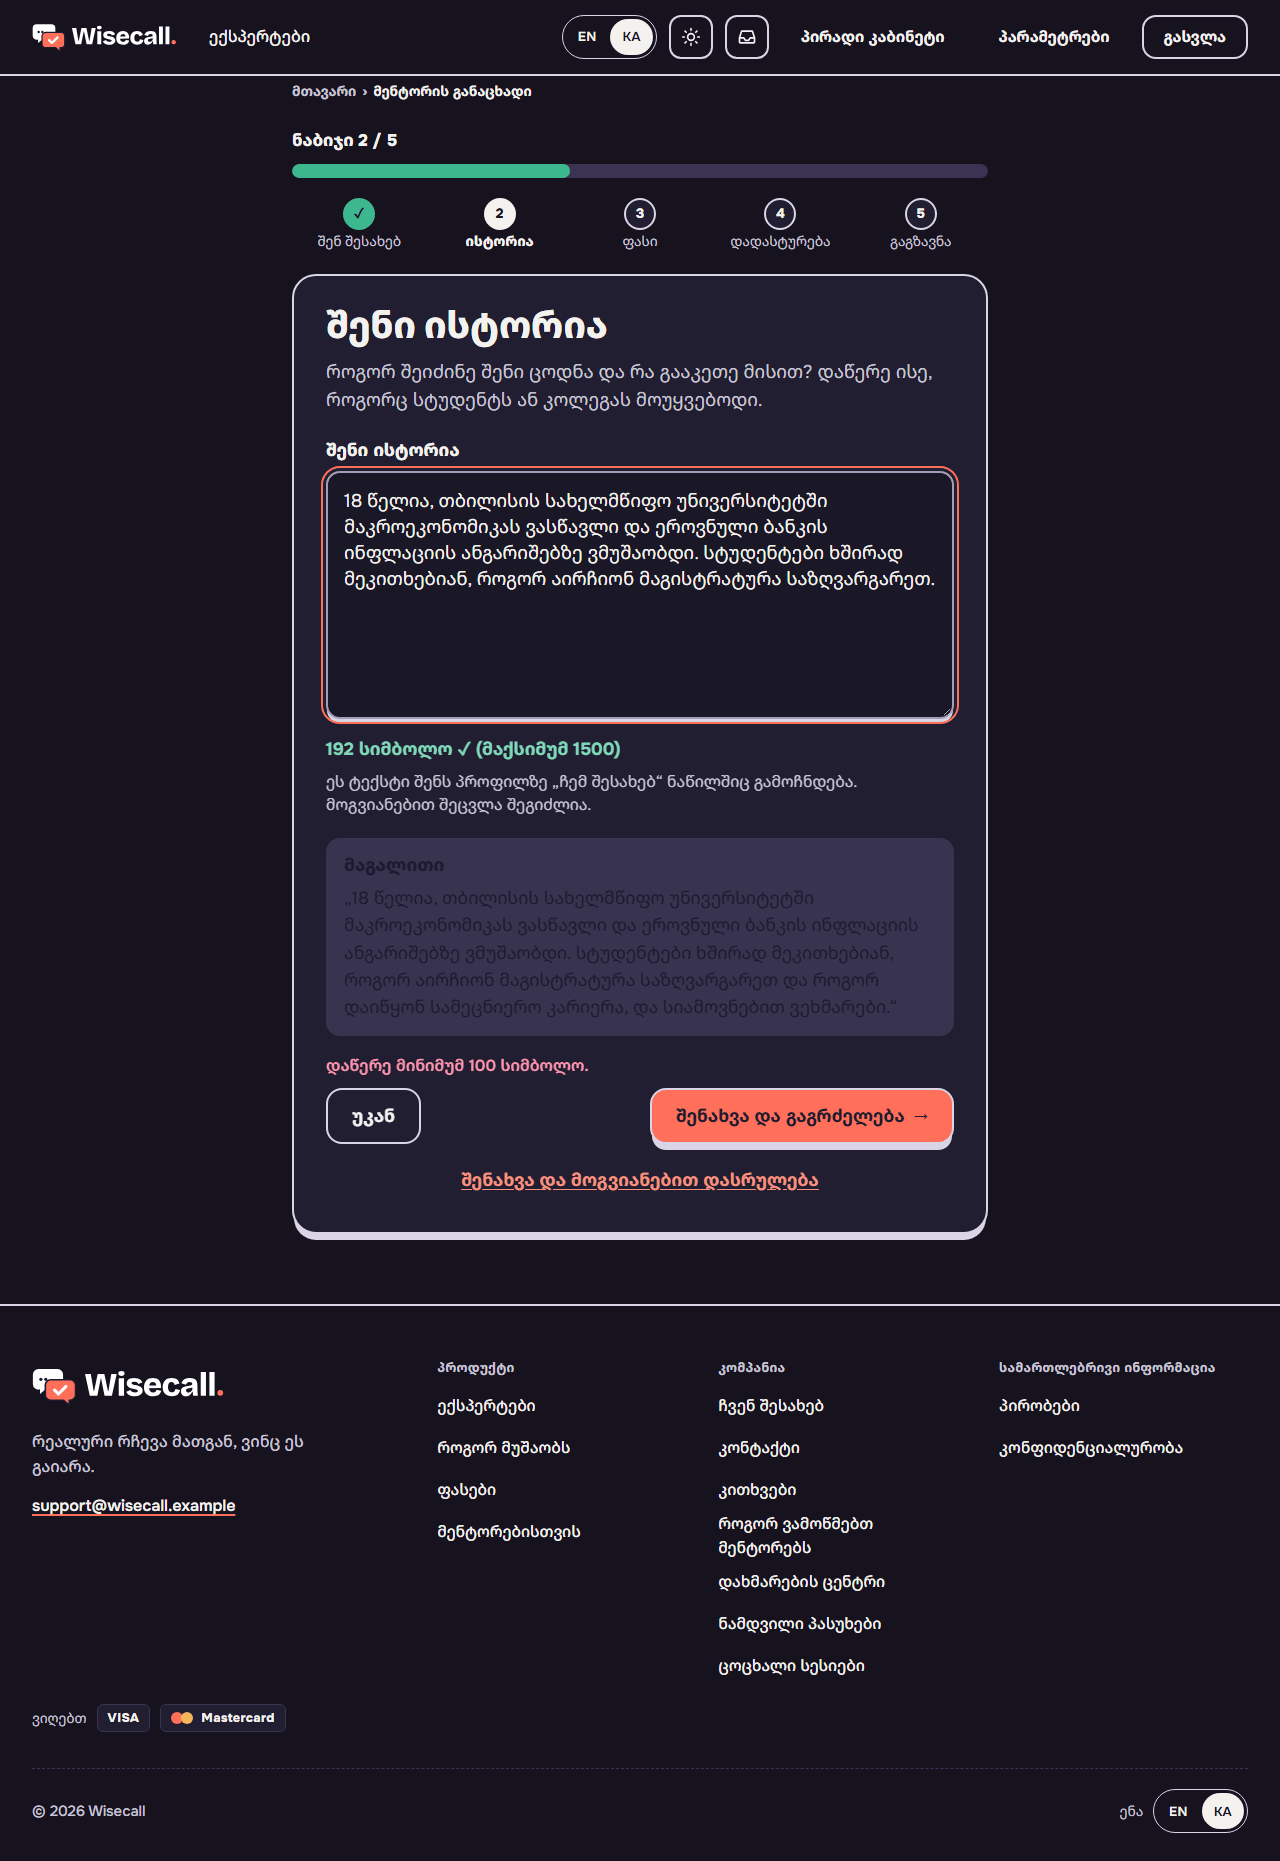 Wisecall.
ექსპერტები
EN KA
პირადი კაბინეტი
პარამეტრები
გასვლა
მთავარი › მენტორის განაცხადი
ნაბიჯი 2 / 5
✓ 2 3 4 5
შენ შესახებ ისტორია ფასი დადასტურება გაგზავნა
შენი ისტორია
როგორ შეიძინე შენი ცოდნა და რა გააკეთე მისით? დაწერე ისე,
როგორც სტუდენტს ან კოლეგას მოუყვებოდი.
შენი ისტორია
18 წელია, თბილისის სახელმწიფო უნივერსიტეტში
მაკროეკონომიკას ვასწავლი და ეროვნული ბანკის
ინფლაციის ანგარიშებზე ვმუშაობდი. სტუდენტები ხშირად
მეკითხებიან, როგორ აირჩიონ მაგისტრატურა საზღვარგარეთ.
192 სიმბოლო ✓ (მაქსიმუმ 1500)
ეს ტექსტი შენს პროფილზე „ჩემ შესახებ“ ნაწილშიც გამოჩნდება.
მოგვიანებით შეცვლა შეგიძლია.
მაგალითი
„18 წელია, თბილისის სახელმწიფო უნივერსიტეტში
მაკროეკონომიკას ვასწავლი და ეროვნული ბანკის ინფლაციის
ანგარიშებზე ვმუშაობდი. სტუდენტები ხშირად მეკითხებიან,
როგორ აირჩიონ მაგისტრატურა საზღვარგარეთ და როგორ
დაიწყონ სამეცნიერო კარიერა, და სიამოვნებით ვეხმარები.“
დაწერე მინიმუმ 100 სიმბოლო.
უკან
შენახვა და გაგრძელება →
შენახვა და მოგვიანებით დასრულება
Wisecall.
რეალური რჩევა მათგან, ვინც ეს
გაიარა.
support@wisecall.example
პროდუქტი
ექსპერტები
როგორ მუშაობს
ფასები
მენტორებისთვის
კომპანია
ჩვენ შესახებ
კონტაქტი
კითხვები
როგორ ვამოწმებთ
მენტორებს
დახმარების ცენტრი
ნამდვილი პასუხები
ცოცხალი სესიები
სამართლებრივი ინფორმაცია
პირობები
კონფიდენციალურობა
ვიღებთ VISA Mastercard
© 2026 Wisecall
ენა EN KA